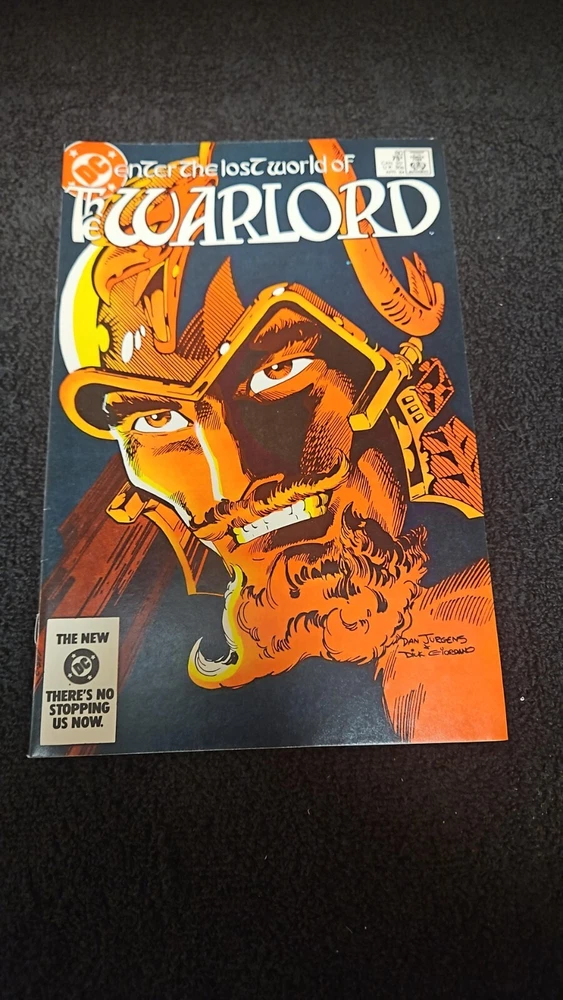 DC
enter the lost world of
The WARLORD
DAN JURGENS
&
DICK GIORDANO
THE NEW
DC
THERE'S NO
STOPPING
US NOW.